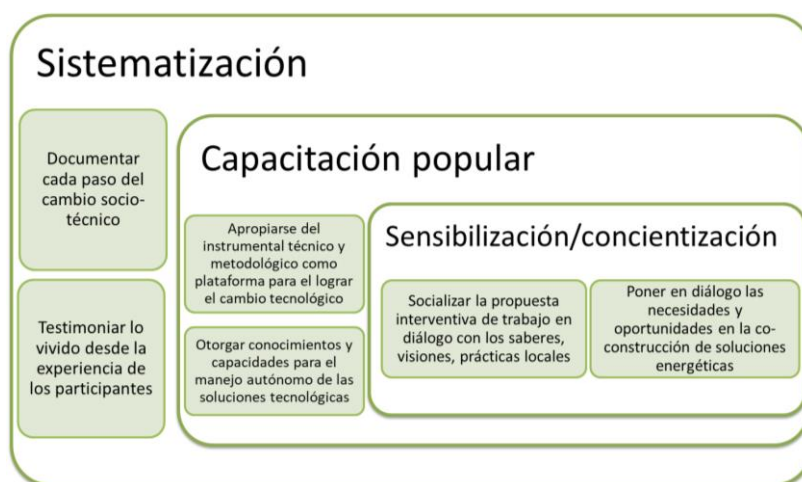 Sistematización
Documentar
cada paso del
cambio socio-
técnico
Testimoniar lo
vivido desde la
experiencia de
los participantes
Capacitación popular
Apropiarse del
instrumental técnico y
metodológico como
plataforma para el lograr
el cambio tecnológico
Otorgar conocimientos y
capacidades para el
manejo autónomo de las
soluciones tecnológicas
Sensibilización/concientización
Socializar la propuesta
interventiva de trabajo en
diálogo con los saberes,
visiones, prácticas locales
Poner en diálogo las
necesidades y
oportunidades en la co-
construcción de soluciones
energéticas